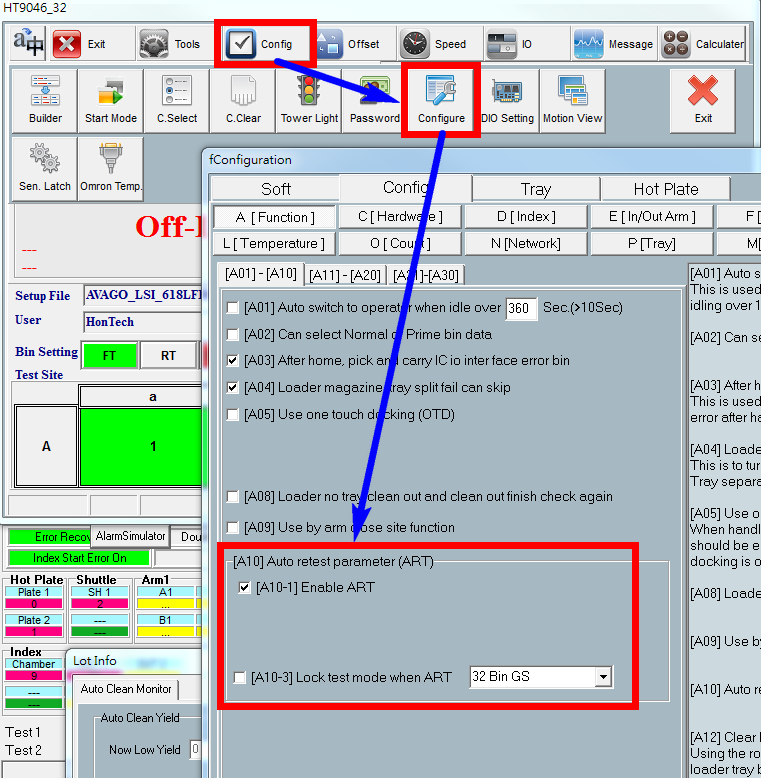 HT9046_32
Exit
Tools
Config
Offset
Speed
IO
Message
Calculater
Builder
Start Mode
C.Select
C.Clear
Tower Light
Password
Configure
DIO Setting
Motion View
Exit
Sen. Latch
Omron Temp.
fConfiguration
Soft
Config
Tray
Hot Plate
A [ Function ]
C [ Hardware ]
D [ Index ]
E [ In/Out Arm ]
F [
L [ Temperature ]
O [ Count ]
N [Network]
P [Tray]
M[
Off-
---
---
Setup File
AVAGO_LSI_618LF
User
HonTech
Bin Setting
FT
RT
Test Site
a
A
1
[A01] - [A10]
[A11] - [A20]
[A21]-[A30]
[A01] Auto switch to operator when idle over 360 Sec.(>10Sec)
[A02] Can select Normal or Prime bin data
[A03] After home, pick and carry IC io inter face error bin
[A04] Loader magazine tray split fail can skip
[A05] Use one touch docking (OTD)
[A08] Loader no tray clean out and clean out finish check again
[A09] Use by arm close site function
[A10] Auto retest parameter (ART)
[A10-1] Enable ART
[A10-3] Lock test mode when ART
32 Bin GS
[A01] Auto s
This is used
idling over 1
[A02] Can se
[A03] After h
This is used
error after ha
[A04] Loade
This is to tur
Tray separa
[A05] Use o
When handl
should be e
docking is o
[A08] Loade
[A09] Use by
[A10] Auto re
[A12] Clear l
Using the ro
loader tray b
Error Recov
AlarmSimulator
Dou
Index Start Error On
Hot Plate
Shuttle
Arm1
Plate 1
SH 1
A1
0
2
...
Plate 2
---
B1
1
---
...
Index
Chamber
9
---
---
Test 1
Test 2
Lot Info
Auto Clean Monitor
Auto Clean Yield
Now Low Yield
0